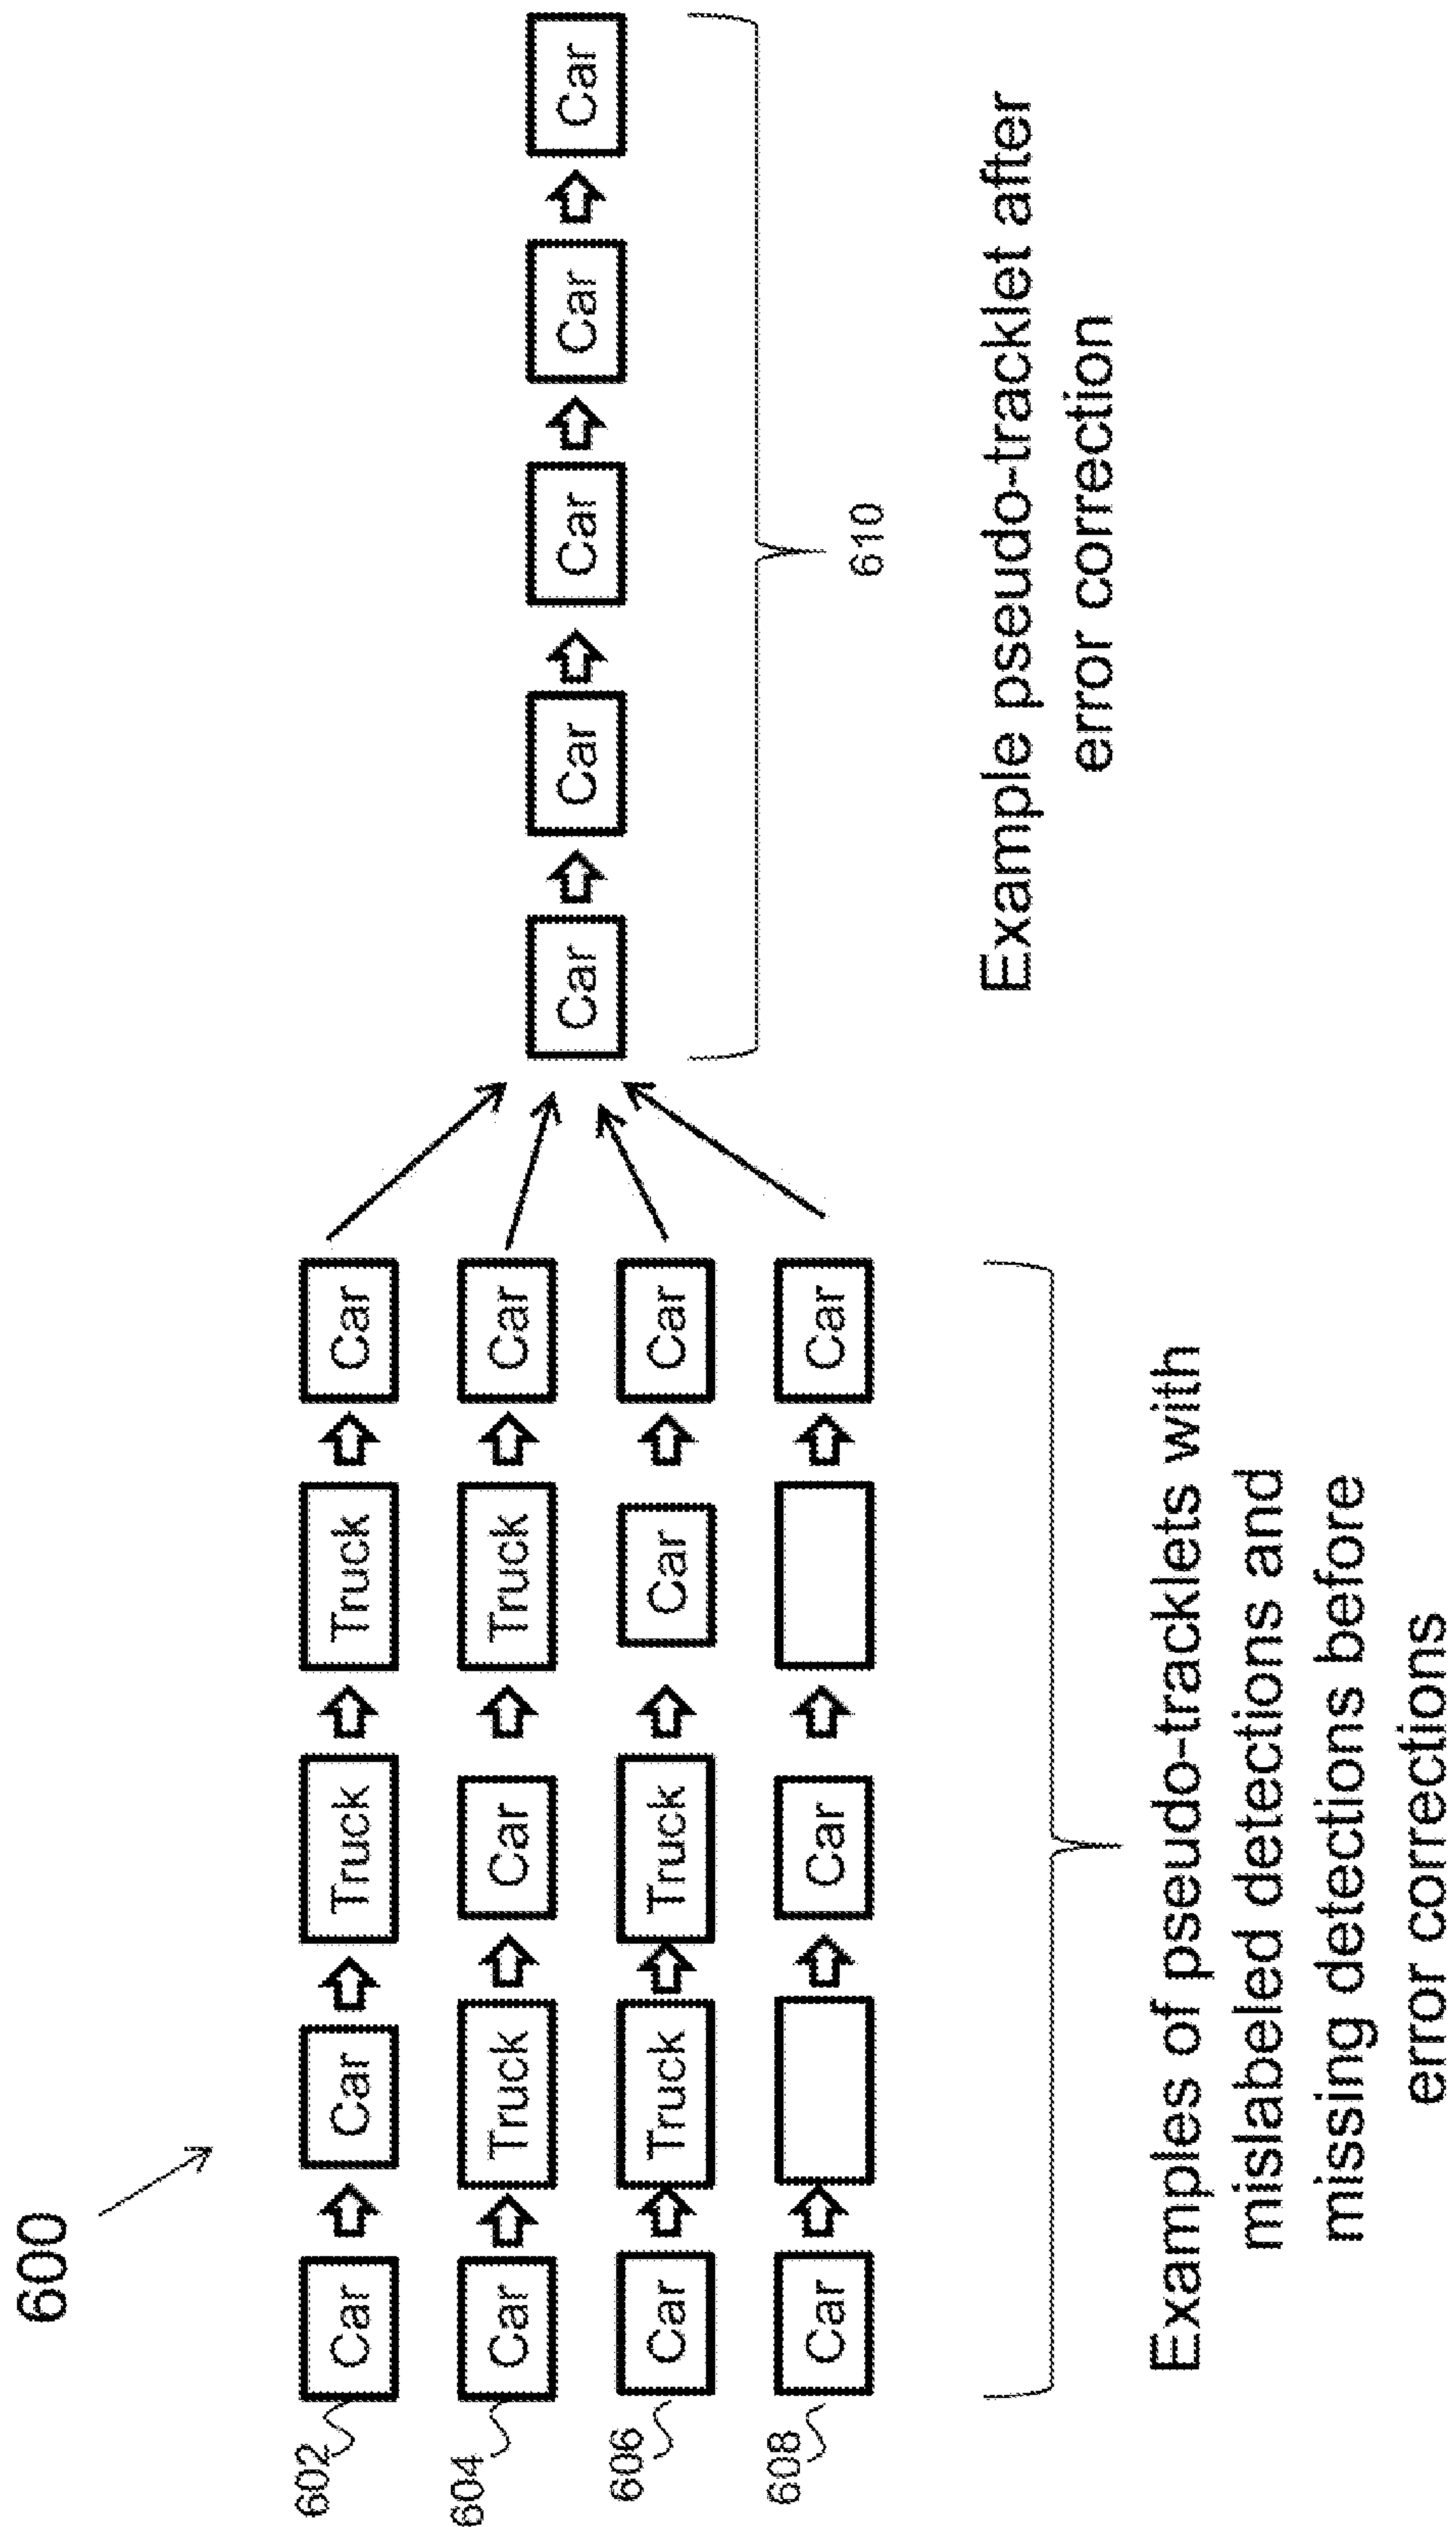 600
602 Car Car Truck Truck Car
604 Car Truck Car Truck Car
606 Car Truck Truck Car Car
608 Car Car Car
Car Car Car Car Car
610
Examples of pseudo-tracklets with
mislabeled detections and
missing detections before
error corrections
Example pseudo-tracklet after
error correction